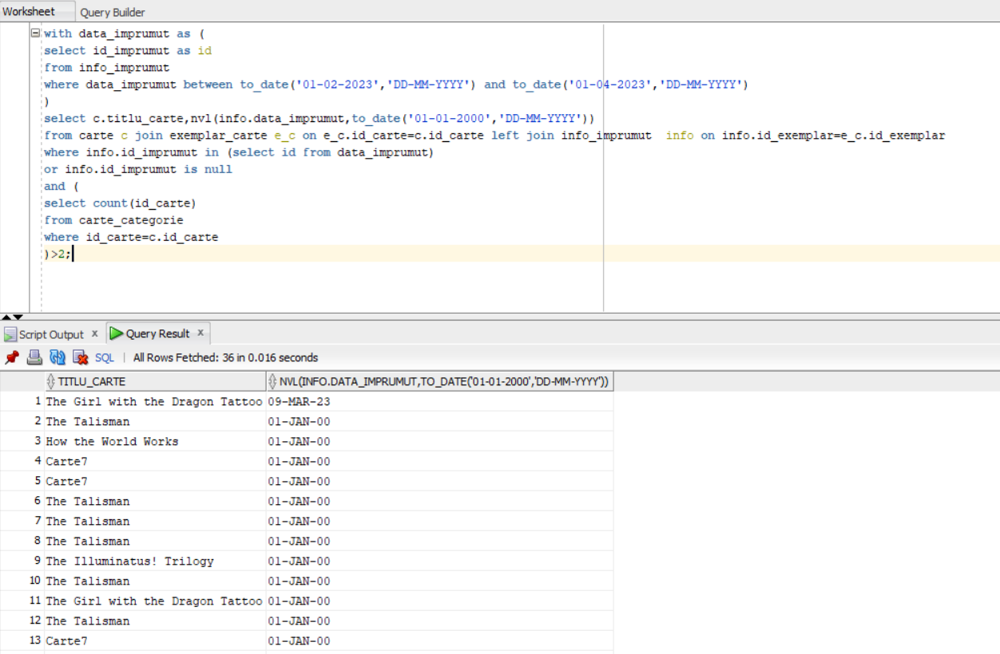 Worksheet Query Builder
with data_imprumut as (
select id_imprumut as id
from info_imprumut
where data_imprumut between to_date('01-02-2023','DD-MM-YYYY') and to_date('01-04-2023','DD-MM-YYYY')
)
select c.titlu_carte,nvl(info.data_imprumut,to_date('01-01-2000','DD-MM-YYYY'))
from carte c join exemplar_carte e_c on e_c.id_carte=c.id_carte left join info_imprumut  info on info.id_exemplar=e_c.id_exemplar
where info.id_imprumut in (select id from data_imprumut)
or info.id_imprumut is null
and (
select count(id_carte)
from carte_categorie
where id_carte=c.id_carte
)>2;
Script Output x Query Result x
SQL | All Rows Fetched: 36 in 0.016 seconds
TITLU_CARTE NVL(INFO.DATA_IMPRUMUT,TO_DATE('01-01-2000','DD-MM-YYYY'))
1 The Girl with the Dragon Tattoo 09-MAR-23
2 The Talisman 01-JAN-00
3 How the World Works 01-JAN-00
4 Carte7 01-JAN-00
5 Carte7 01-JAN-00
6 The Talisman 01-JAN-00
7 The Talisman 01-JAN-00
8 The Talisman 01-JAN-00
9 The Illuminatus! Trilogy 01-JAN-00
10 The Talisman 01-JAN-00
11 The Girl with the Dragon Tattoo 01-JAN-00
12 The Talisman 01-JAN-00
13 Carte7 01-JAN-00